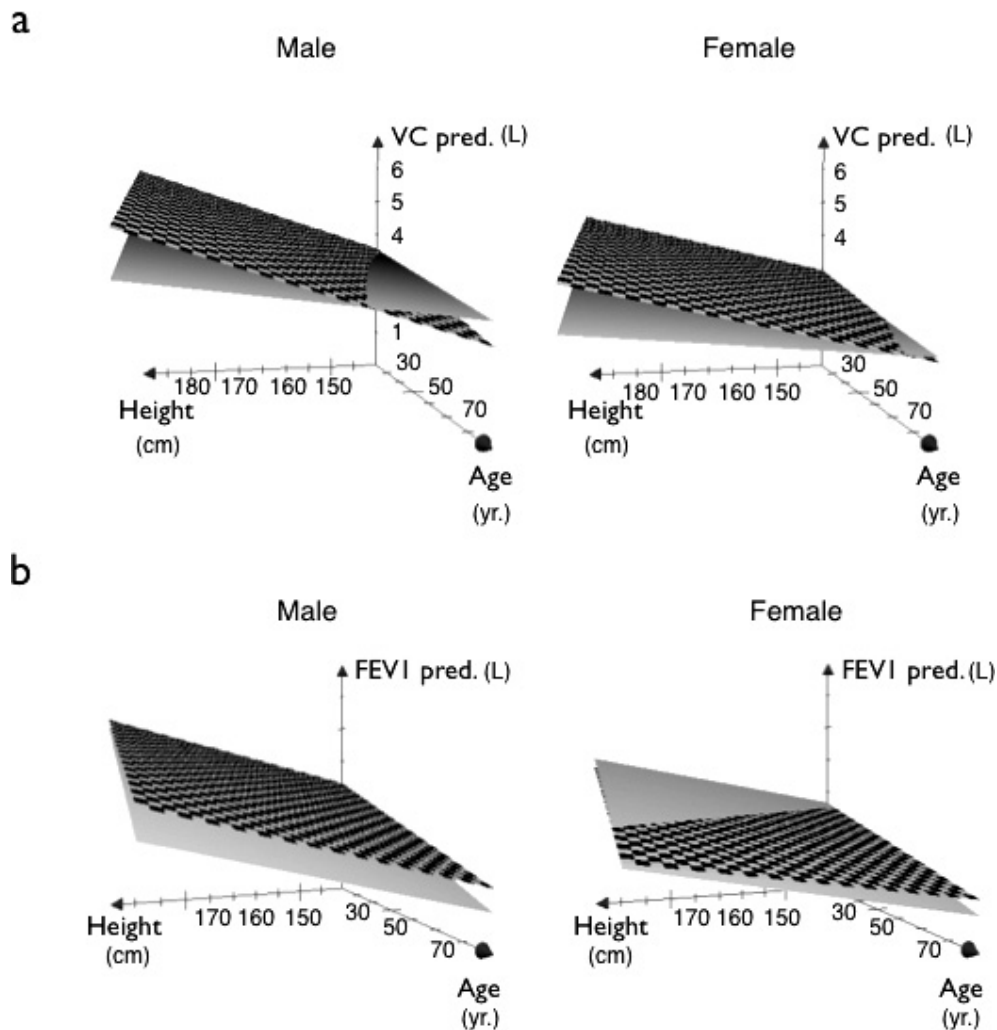 a
Male
Female
VC pred. (L)
6
5
4
1
180 170 160 150
30
50
70
Height
(cm)
Age
(yr.)
VC pred. (L)
6
5
4
180 170 160 150
30
50
70
Height
(cm)
Age
(yr.)
b
Male
Female
FEV1 pred. (L)
170 160 150
30
50
70
Height
(cm)
Age
(yr.)
FEV1 pred. (L)
170 160 150
30
50
70
Height
(cm)
Age
(yr.)